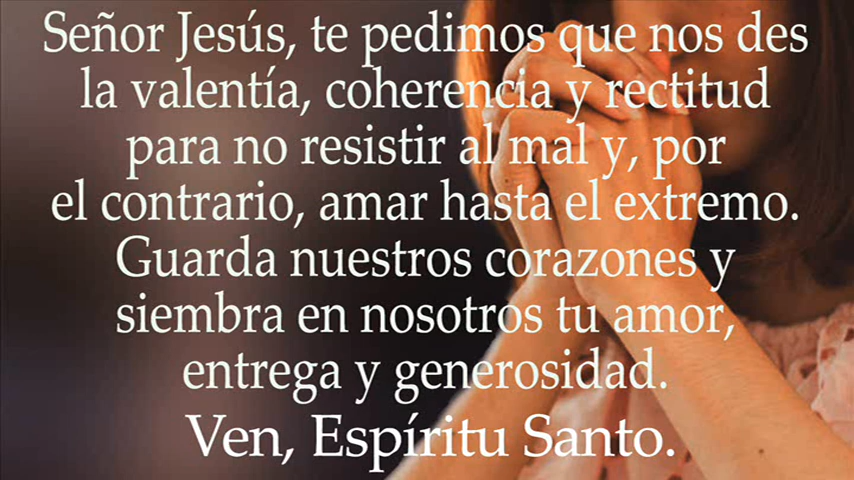 Señor Jesús, te pedimos que nos des
la valentía, coherencia y rectitud
para no resistir al mal y, por
el contrario, amar hasta el extremo.
Guarda nuestros corazones y
siembra en nosotros tu amor,
entrega y generosidad.
Ven, Espíritu Santo.